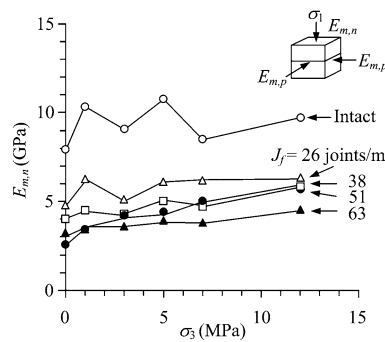 σ1
Em,n
Em,p
Em,p
15
10
5
0
Em,n (GPa)
Intact
Jf = 26 joints/m
38
51
63
0 5 10 15
σ3 (MPa)